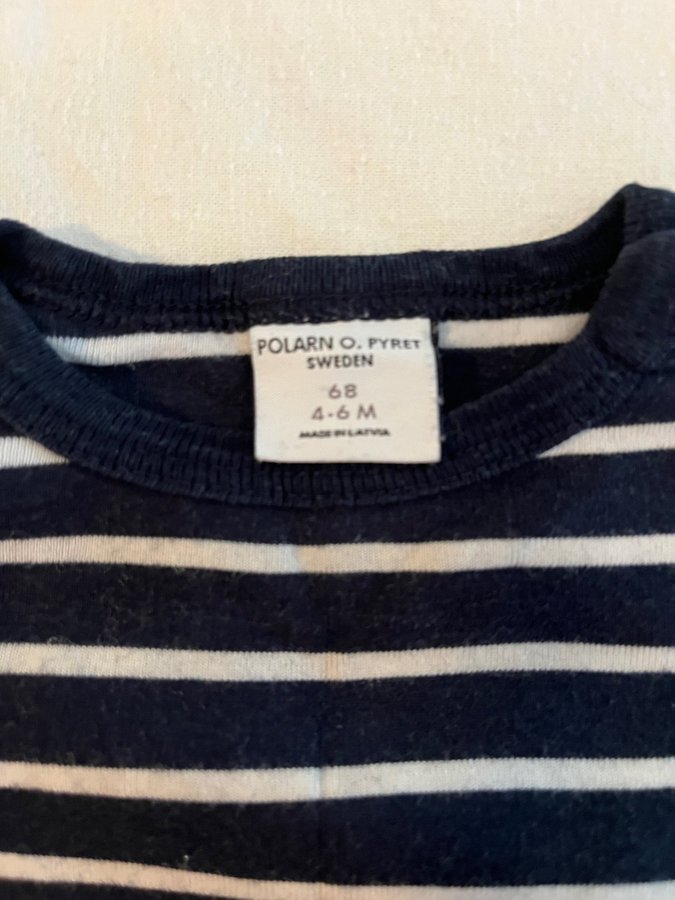 POLARN O. PYRET
SWEDEN
68
4-6 M
MADE IN LATVIA